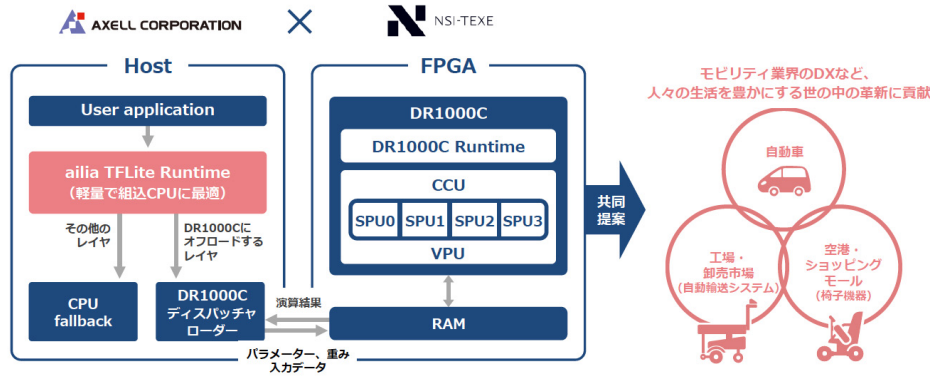 AXELL CORPORATION
×
NSI-TEXE
Host
User application
ailia TFLite Runtime
(軽量で組込CPUに最適)
その他の
レイヤ
DR1000Cに
オフロードする
レイヤ
CPU
fallback
DR1000C
ディスパッチャ
ローダー
演算結果
パラメーター、重み
入力データ
FPGA
DR1000C
DR1000C Runtime
CCU
SPU0
SPU1
SPU2
SPU3
VPU
RAM
共同
提案
モビリティ業界のDXなど、
人々の生活を豊かにする世の中の革新に貢献
自動車
工場・
卸売市場
(自動輸送システム)
空港・
ショッピング
モール
(椅子機器)